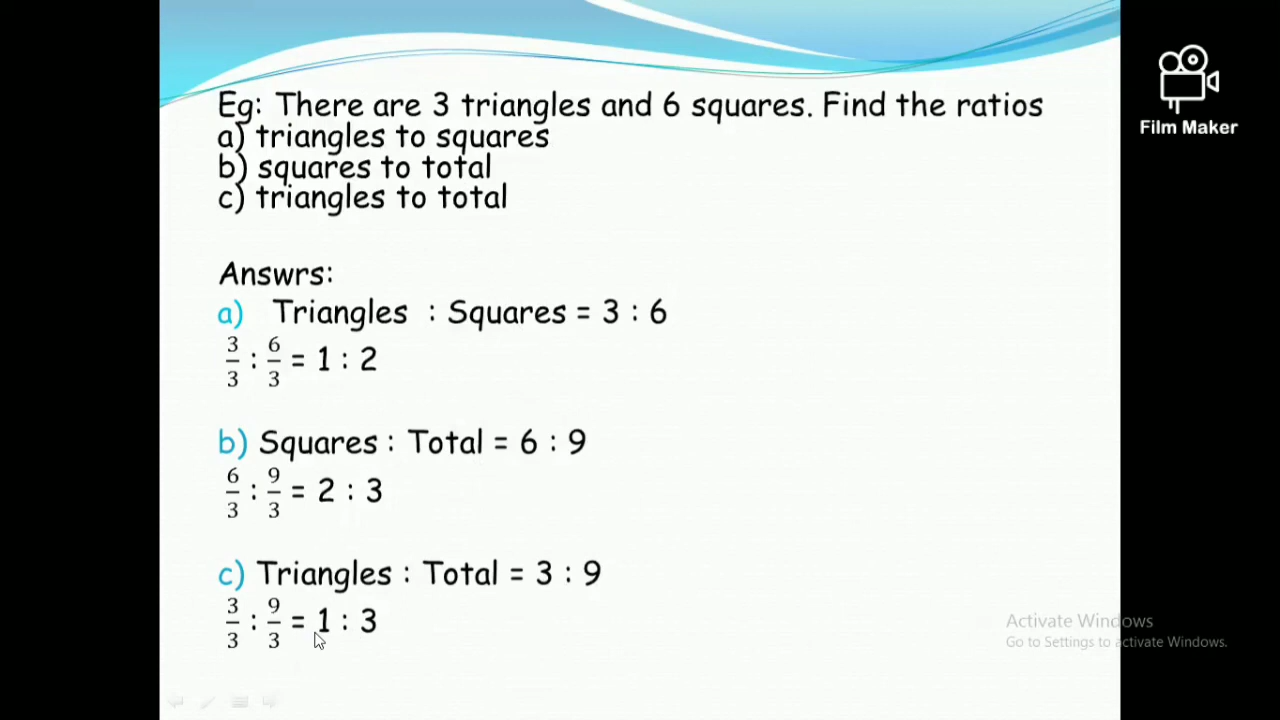 Eg: There are 3 triangles and 6 squares. Find the ratios
a) triangles to squares
b) squares to total
c) triangles to total
Answrs:
a) Triangles : Squares = 3 : 6
3/3 : 6/3 = 1 : 2
b) Squares : Total = 6 : 9
6/3 : 9/3 = 2 : 3
c) Triangles : Total = 3 : 9
3/3 : 9/3 = 1 : 3
Film Maker
Activate Windows
Go to Settings to activate Windows.